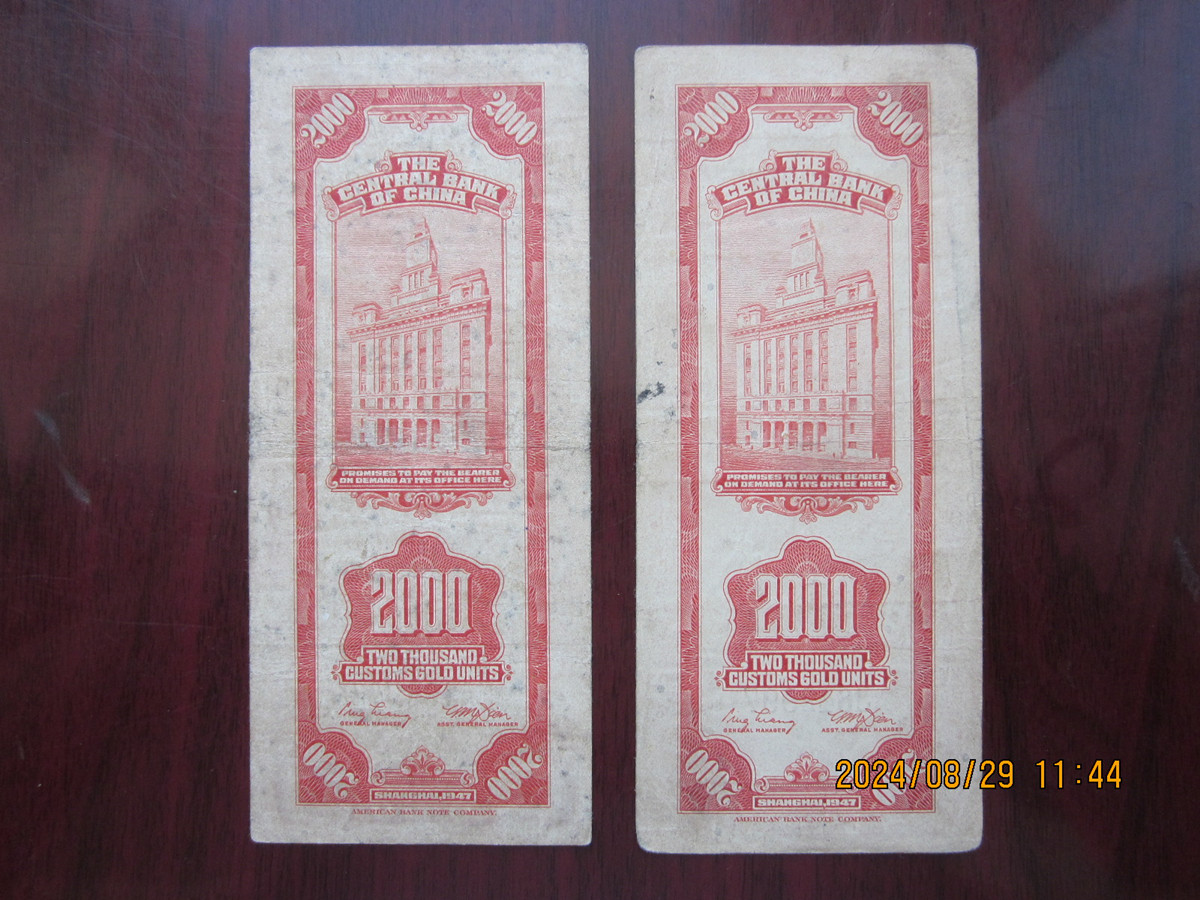 2000 2000
THE
CENTRAL BANK
OF CHINA
PROMISES TO PAY THE BEARER
ON DEMAND AT ITS OFFICE HERE
2000
TWO THOUSAND
CUSTOMS GOLD UNITS
GENERAL MANAGER ASST. GENERAL MANAGER
2000 2000
SHANGHAI, 1947
AMERICAN BANK NOTE COMPANY.
2000 2000
THE
CENTRAL BANK
OF CHINA
PROMISES TO PAY THE BEARER
ON DEMAND AT ITS OFFICE HERE
2000
TWO THOUSAND
CUSTOMS GOLD UNITS
GENERAL MANAGER ASST. GENERAL MANAGER
2000 2000
SHANGHAI, 1947
AMERICAN BANK NOTE COMPANY.
2024/08/29 11:44